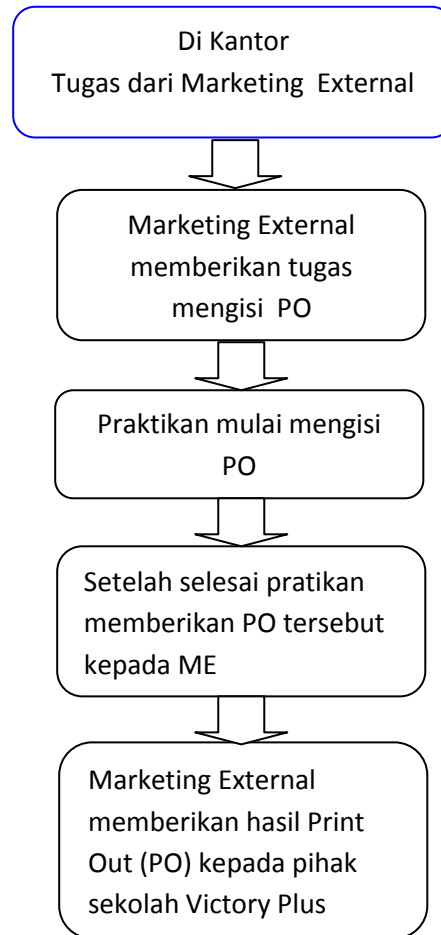 Di Kantor
Tugas dari Marketing External
Marketing External
memberikan tugas
mengisi PO
Praktikan mulai mengisi
PO
Setelah selesai pratikan
memberikan PO tersebut
kepada ME
Marketing External
memberikan hasil Print
Out (PO) kepada pihak
sekolah Victory Plus